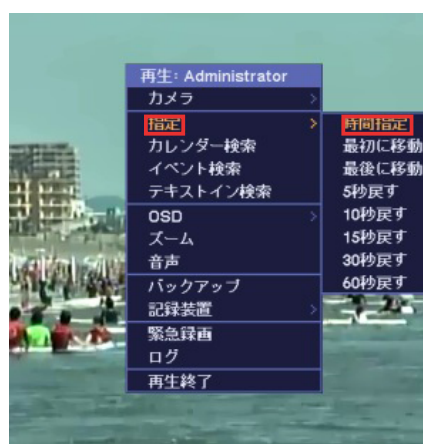 再生: Administrator
カメラ
指定
カレンダー検索
イベント検索
テキストイン検索
OSD
ズーム
音声
バックアップ
記録装置
緊急録画
ログ
再生終了
時間指定
最初に移動
最後に移動
5秒戻す
10秒戻す
15秒戻す
30秒戻す
60秒戻す